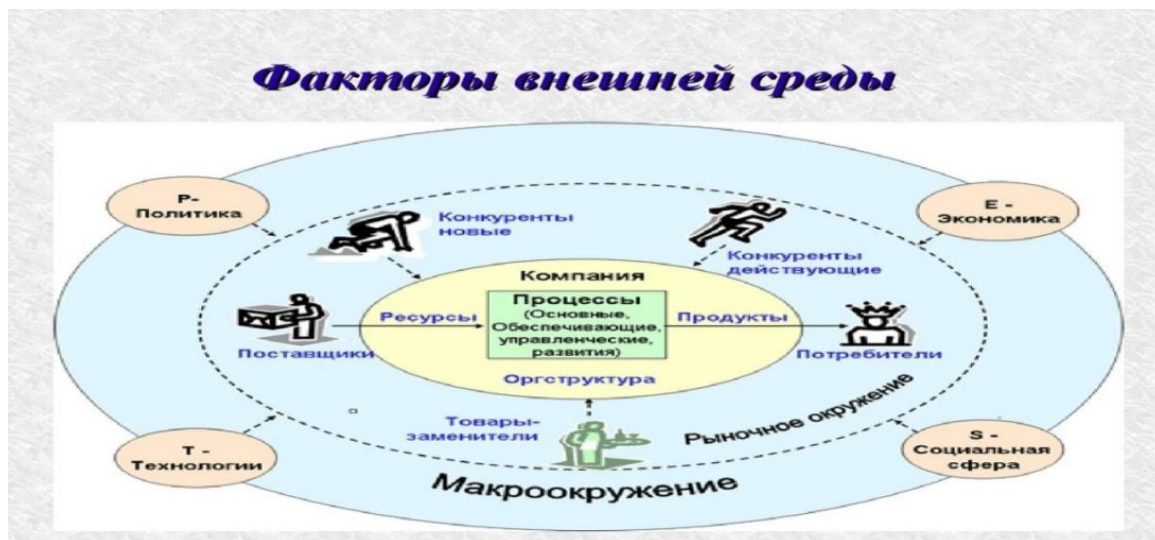 Факторы внешней среды
P-
Политика
E -
Экономика
Конкуренты
новые
Конкуренты
действующие
Компания
Процессы
(Основные,
Обеспечивающие,
управленческие,
развития)
Ресурсы
Продукты
Поставщики
Потребители
Оргструктура
Товары-
заменители
Рыночное окружение
T -
Технологии
S -
Социальная
сфера
Макроокружение